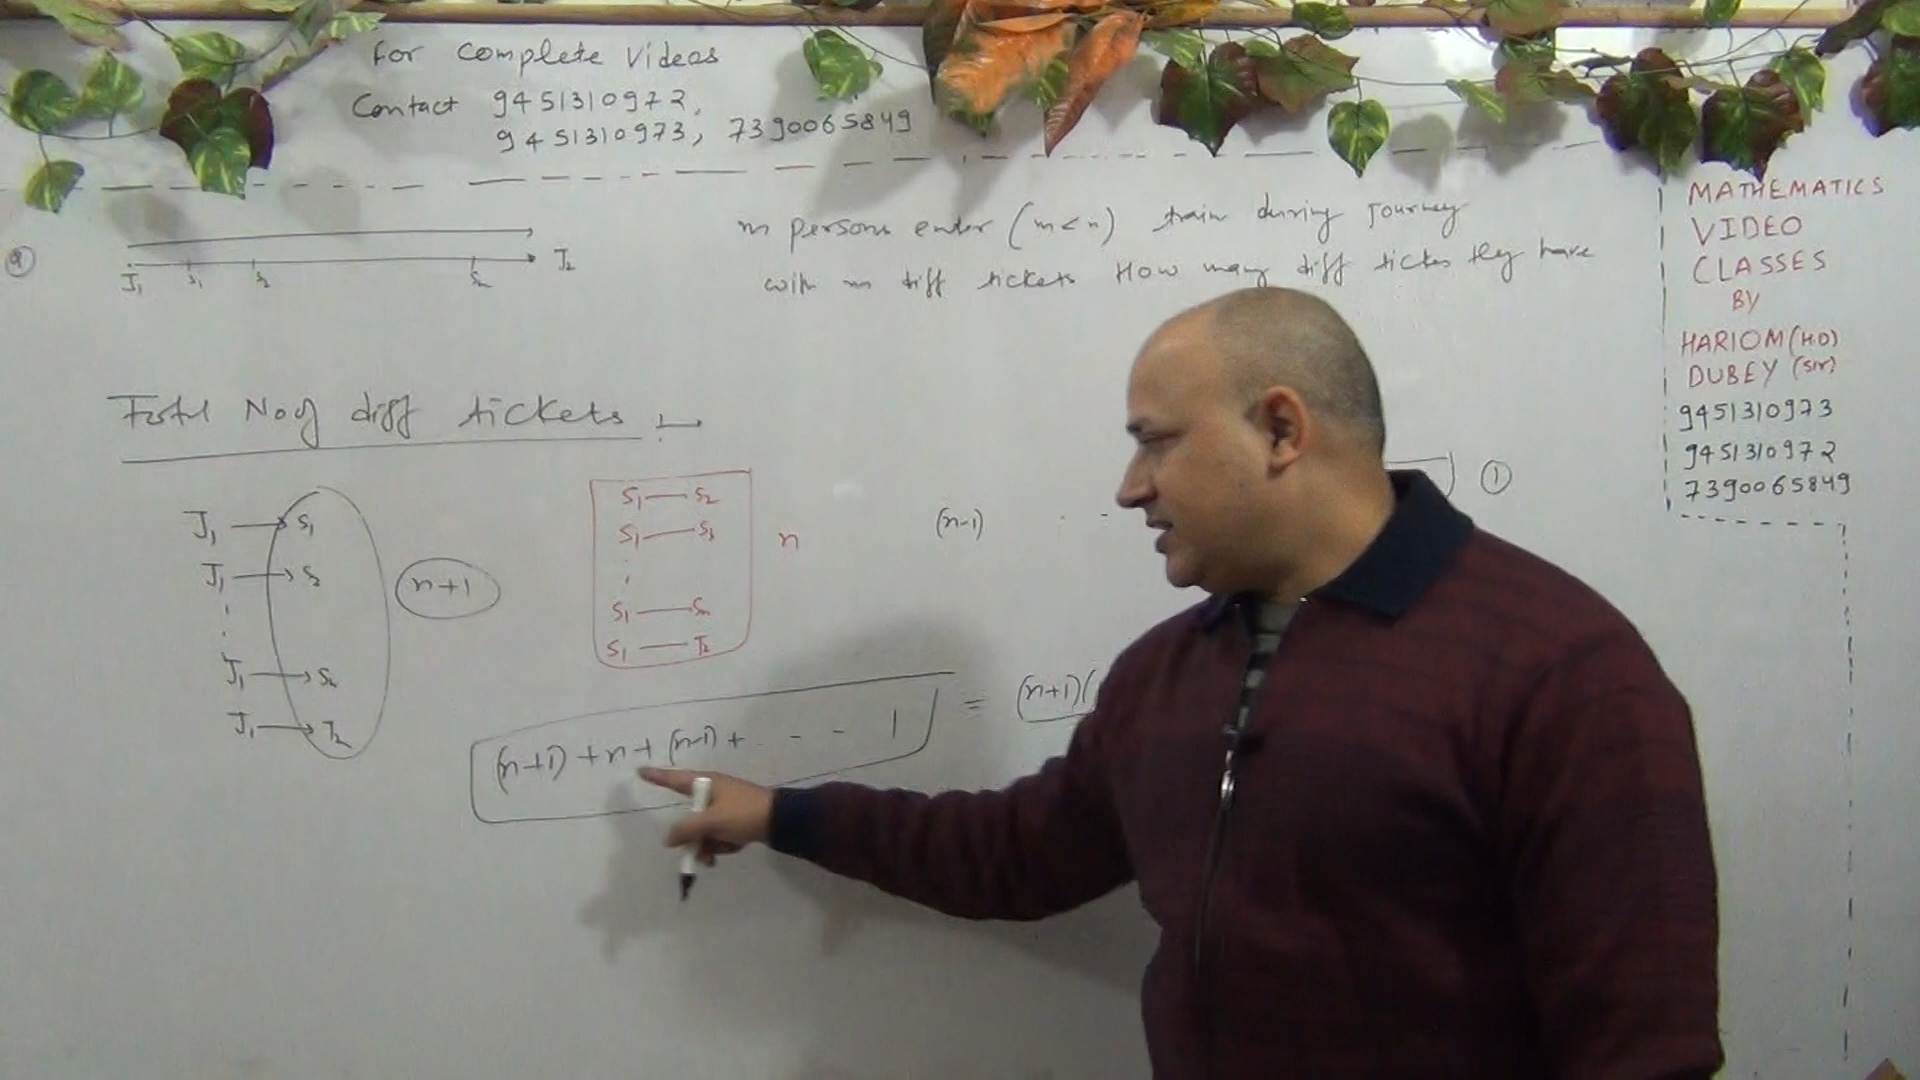 For Complete Videos
Contact 9451310972,
9451310973, 7390065849
MATHEMATICS
VIDEO
CLASSES
BY
HARIOM (H.D)
DUBEY (Sir)
9451310973
9451310972
7390065849
J₁ S₁ S₂ Sn J₂
m persons enter (m<n) train during journey
with m diff tickets How many diff tickes they have
Total No of diff tickets
J₁ → S₁
J₁ → S₂
J₁ → Sn
J₁ → J₂
n+1
S₁ — S₂
S₁ — S₃
S₁ — Sn
S₁ — J₂
n
(n-1) . -
①
(n+1) + n + (n-1) + . - - 1 = (n+1)(